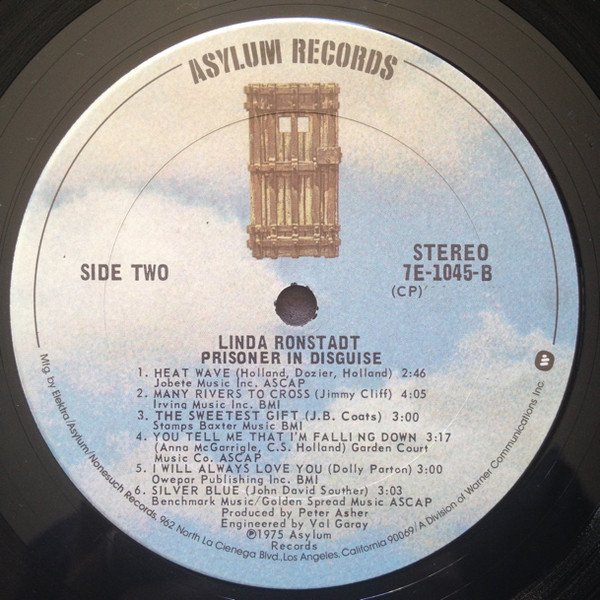 ASYLUM RECORDS
SIDE TWO
STEREO
7E-1045-B
(CP)
LINDA RONSTADT
PRISONER IN DISGUISE
1. HEAT WAVE (Holland, Dozier, Holland) 2:46
Jobete Music Inc. ASCAP
2. MANY RIVERS TO CROSS (Jimmy Cliff) 4:05
Irving Music Inc. BMI
3. THE SWEETEST GIFT (J.B. Coats) 3:00
Stamps Baxter Music BMI
4. YOU TELL ME THAT I'M FALLING DOWN 3:17
(Anna McGarrigle, C.S. Holland) Garden Court
Music Co. ASCAP
5. I WILL ALWAYS LOVE YOU (Dolly Parton) 3:00
Owepar Publishing Inc. BMI
6. SILVER BLUE (John David Souther) 3:03
Benchmark Music/Golden Spread Music ASCAP
Produced by Peter Asher
Engineered by Val Garay
℗1975 Asylum
Records
Mfg. by Elektra/Asylum/Nonesuch Records, 962 North La Cienega Blvd., Los Angeles, California 90069/A Division of Warner Communications Inc.